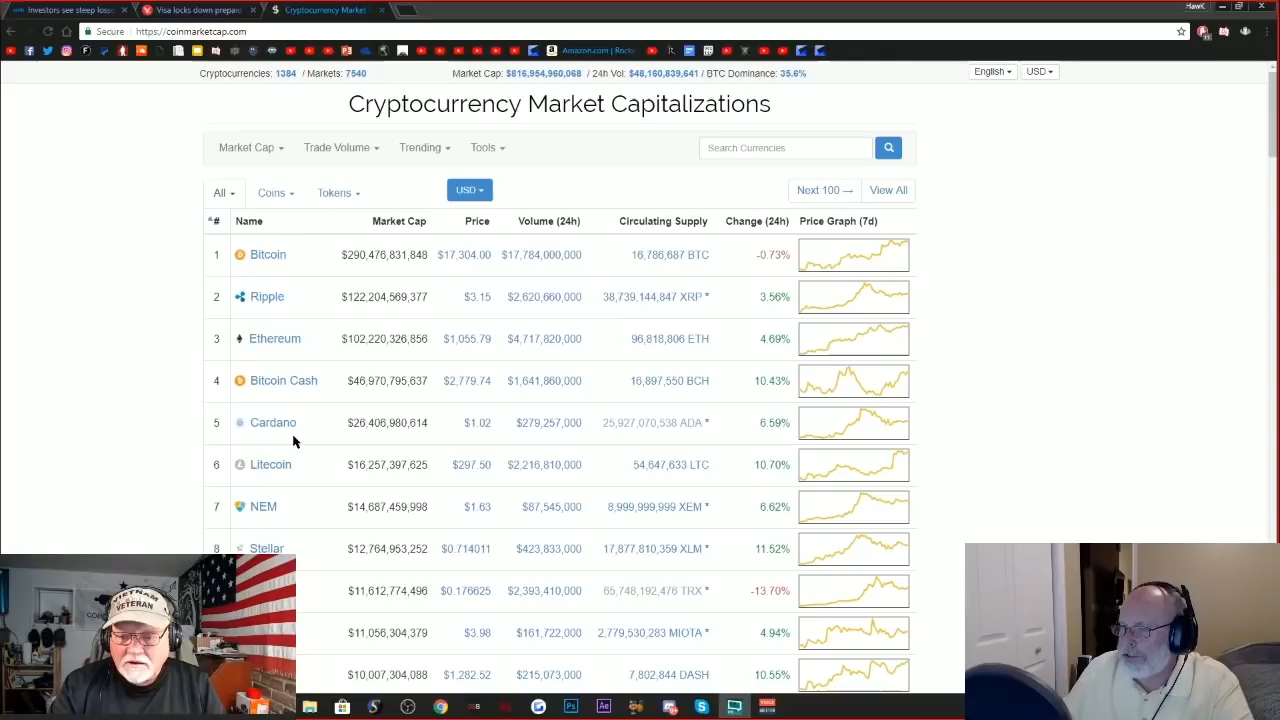 Investors see steep losse
Visa locks down prepare
Cryptocurrency Market
HawK
Secure
https://coinmarketcap.com
Amazon.com | Rock
Cryptocurrencies: 1384 / Markets: 7540
Market Cap: $816,954,960,068 / 24h Vol: $48,160,839,641 / BTC Dominance: 35.6%
English
USD
Cryptocurrency Market Capitalizations
Market Cap Trade Volume Trending Tools
Search Currencies
All Coins Tokens
USD
Next 100 → View All
# Name Market Cap Price Volume (24h) Circulating Supply Change (24h) Price Graph (7d)
1 Bitcoin $290,476,831,848 $17,304.00 $17,784,000,000 16,786,687 BTC -0.73%
2 Ripple $122,204,569,377 $3.15 $2,620,660,000 38,739,144,847 XRP * 3.56%
3 Ethereum $102,220,326,856 $1,055.79 $4,717,820,000 96,818,806 ETH 4.69%
4 Bitcoin Cash $46,970,795,637 $2,779.74 $1,641,860,000 16,897,550 BCH 10.43%
5 Cardano $26,406,980,614 $1.02 $279,257,000 25,927,070,538 ADA * 6.59%
6 Litecoin $16,257,397,625 $297.50 $2,216,810,000 54,647,633 LTC 10.70%
7 NEM $14,687,459,998 $1.63 $87,545,000 8,999,999,999 XEM * 6.62%
8 Stellar $12,764,953,252 $0.714011 $423,833,000 17,877,810,359 XLM * 11.52%
$11,612,774,496 $0.176625 $2,393,410,000 65,748,192,476 TRX * -13.70%
$11,056,304,379 $3.98 $161,722,000 2,779,530,283 MIOTA * 4.94%
$10,007,304,088 $1,282.52 $215,073,000 7,802,844 DASH 10.55%
VIETNAM
VETERAN
Ps
Ae